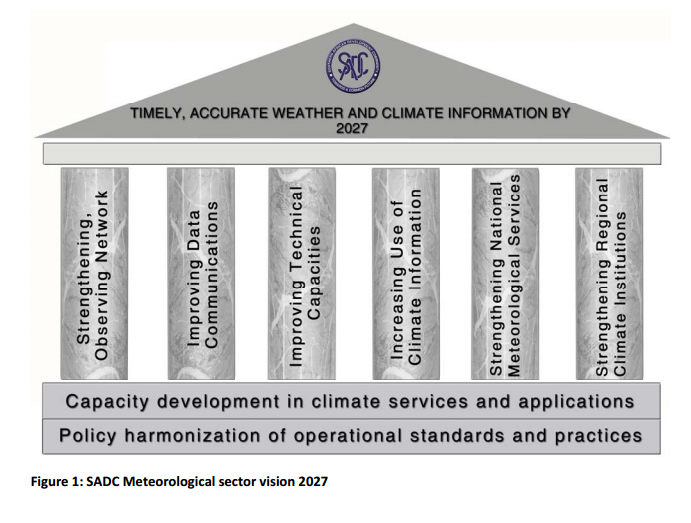 SADC
TIMELY, ACCURATE WEATHER AND CLIMATE INFORMATION BY
2027
Strengthening,
Observing Network
Improving Data
Communications
Improving Technical
Capacities
Increasing Use of
Climate Information
Strengthening National
Meteorological Services
Strengthening Regional
Climate Institutions
Capacity development in climate services and applications
Policy harmonization of operational standards and practices
Figure 1: SADC Meteorological sector vision 2027